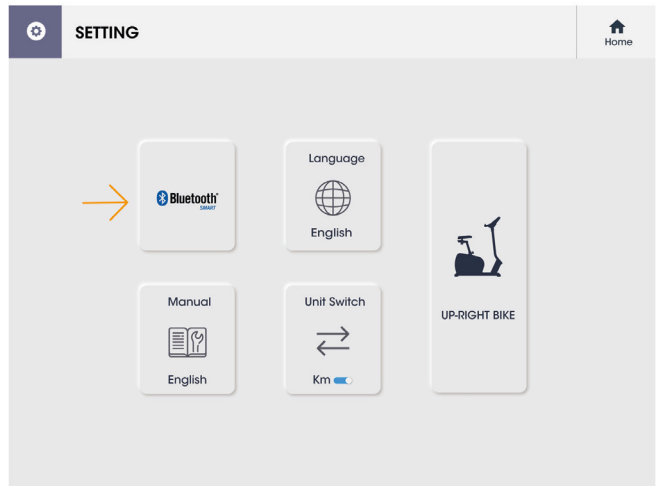 SETTING
Home
Bluetooth®
SMART
Language
English
Manual
English
Unit Switch
Km
UP-RIGHT BIKE